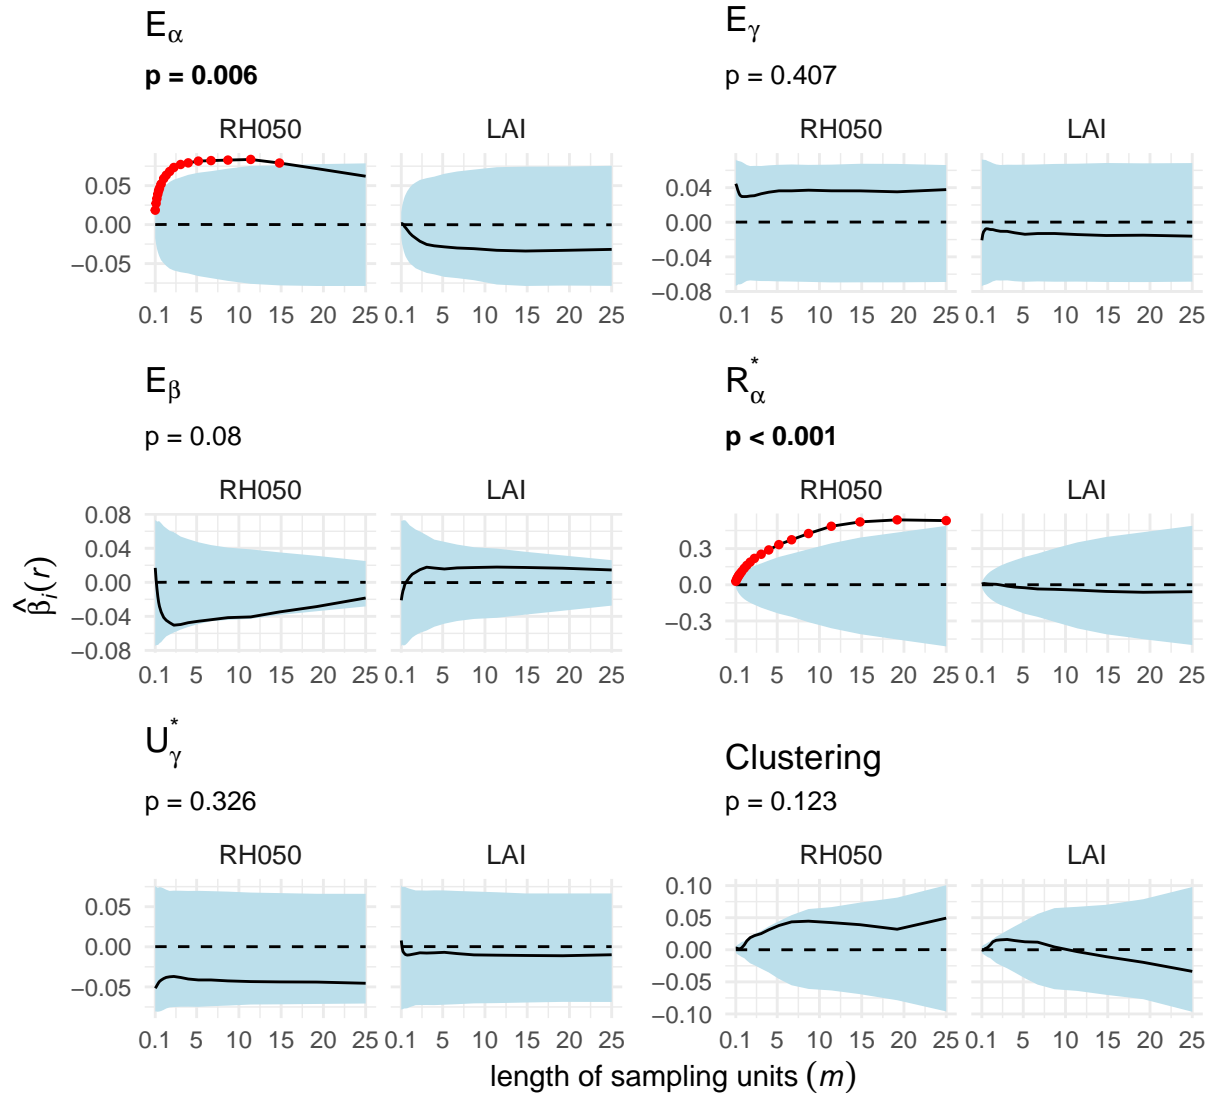 E_α
p = 0.006
RH050 LAI
0.05
0.00
−0.05
0.1 5 10 15 20 25 0.1 5 10 15 20 25
E_γ
p = 0.407
RH050 LAI
0.04
0.00
−0.04
−0.08
0.1 5 10 15 20 25 0.1 5 10 15 20 25
E_β
p = 0.08
RH050 LAI
0.08
0.04
0.00
−0.04
−0.08
0.1 5 10 15 20 25 0.1 5 10 15 20 25
R*_α
p < 0.001
RH050 LAI
0.3
0.0
−0.3
0.1 5 10 15 20 25 0.1 5 10 15 20 25
U*_γ
p = 0.326
RH050 LAI
0.05
0.00
−0.05
0.1 5 10 15 20 25 0.1 5 10 15 20 25
Clustering
p = 0.123
RH050 LAI
0.10
0.05
0.00
−0.05
−0.10
0.1 5 10 15 20 25 0.1 5 10 15 20 25
β̂_i(r)
length of sampling units (m)